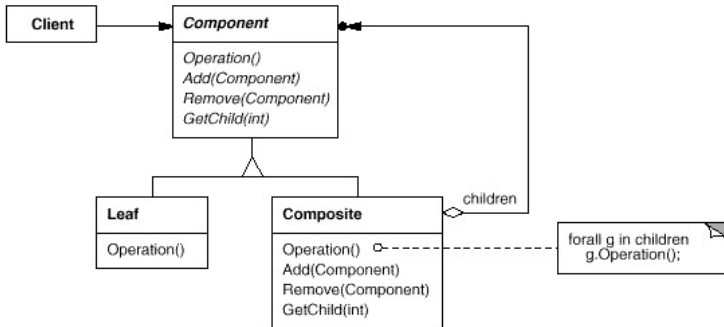 Client
Component
Operation()
Add(Component)
Remove(Component)
GetChild(int)
children
Leaf
Operation()
Composite
Operation()
Add(Component)
Remove(Component)
GetChild(int)
forall g in children
g.Operation();